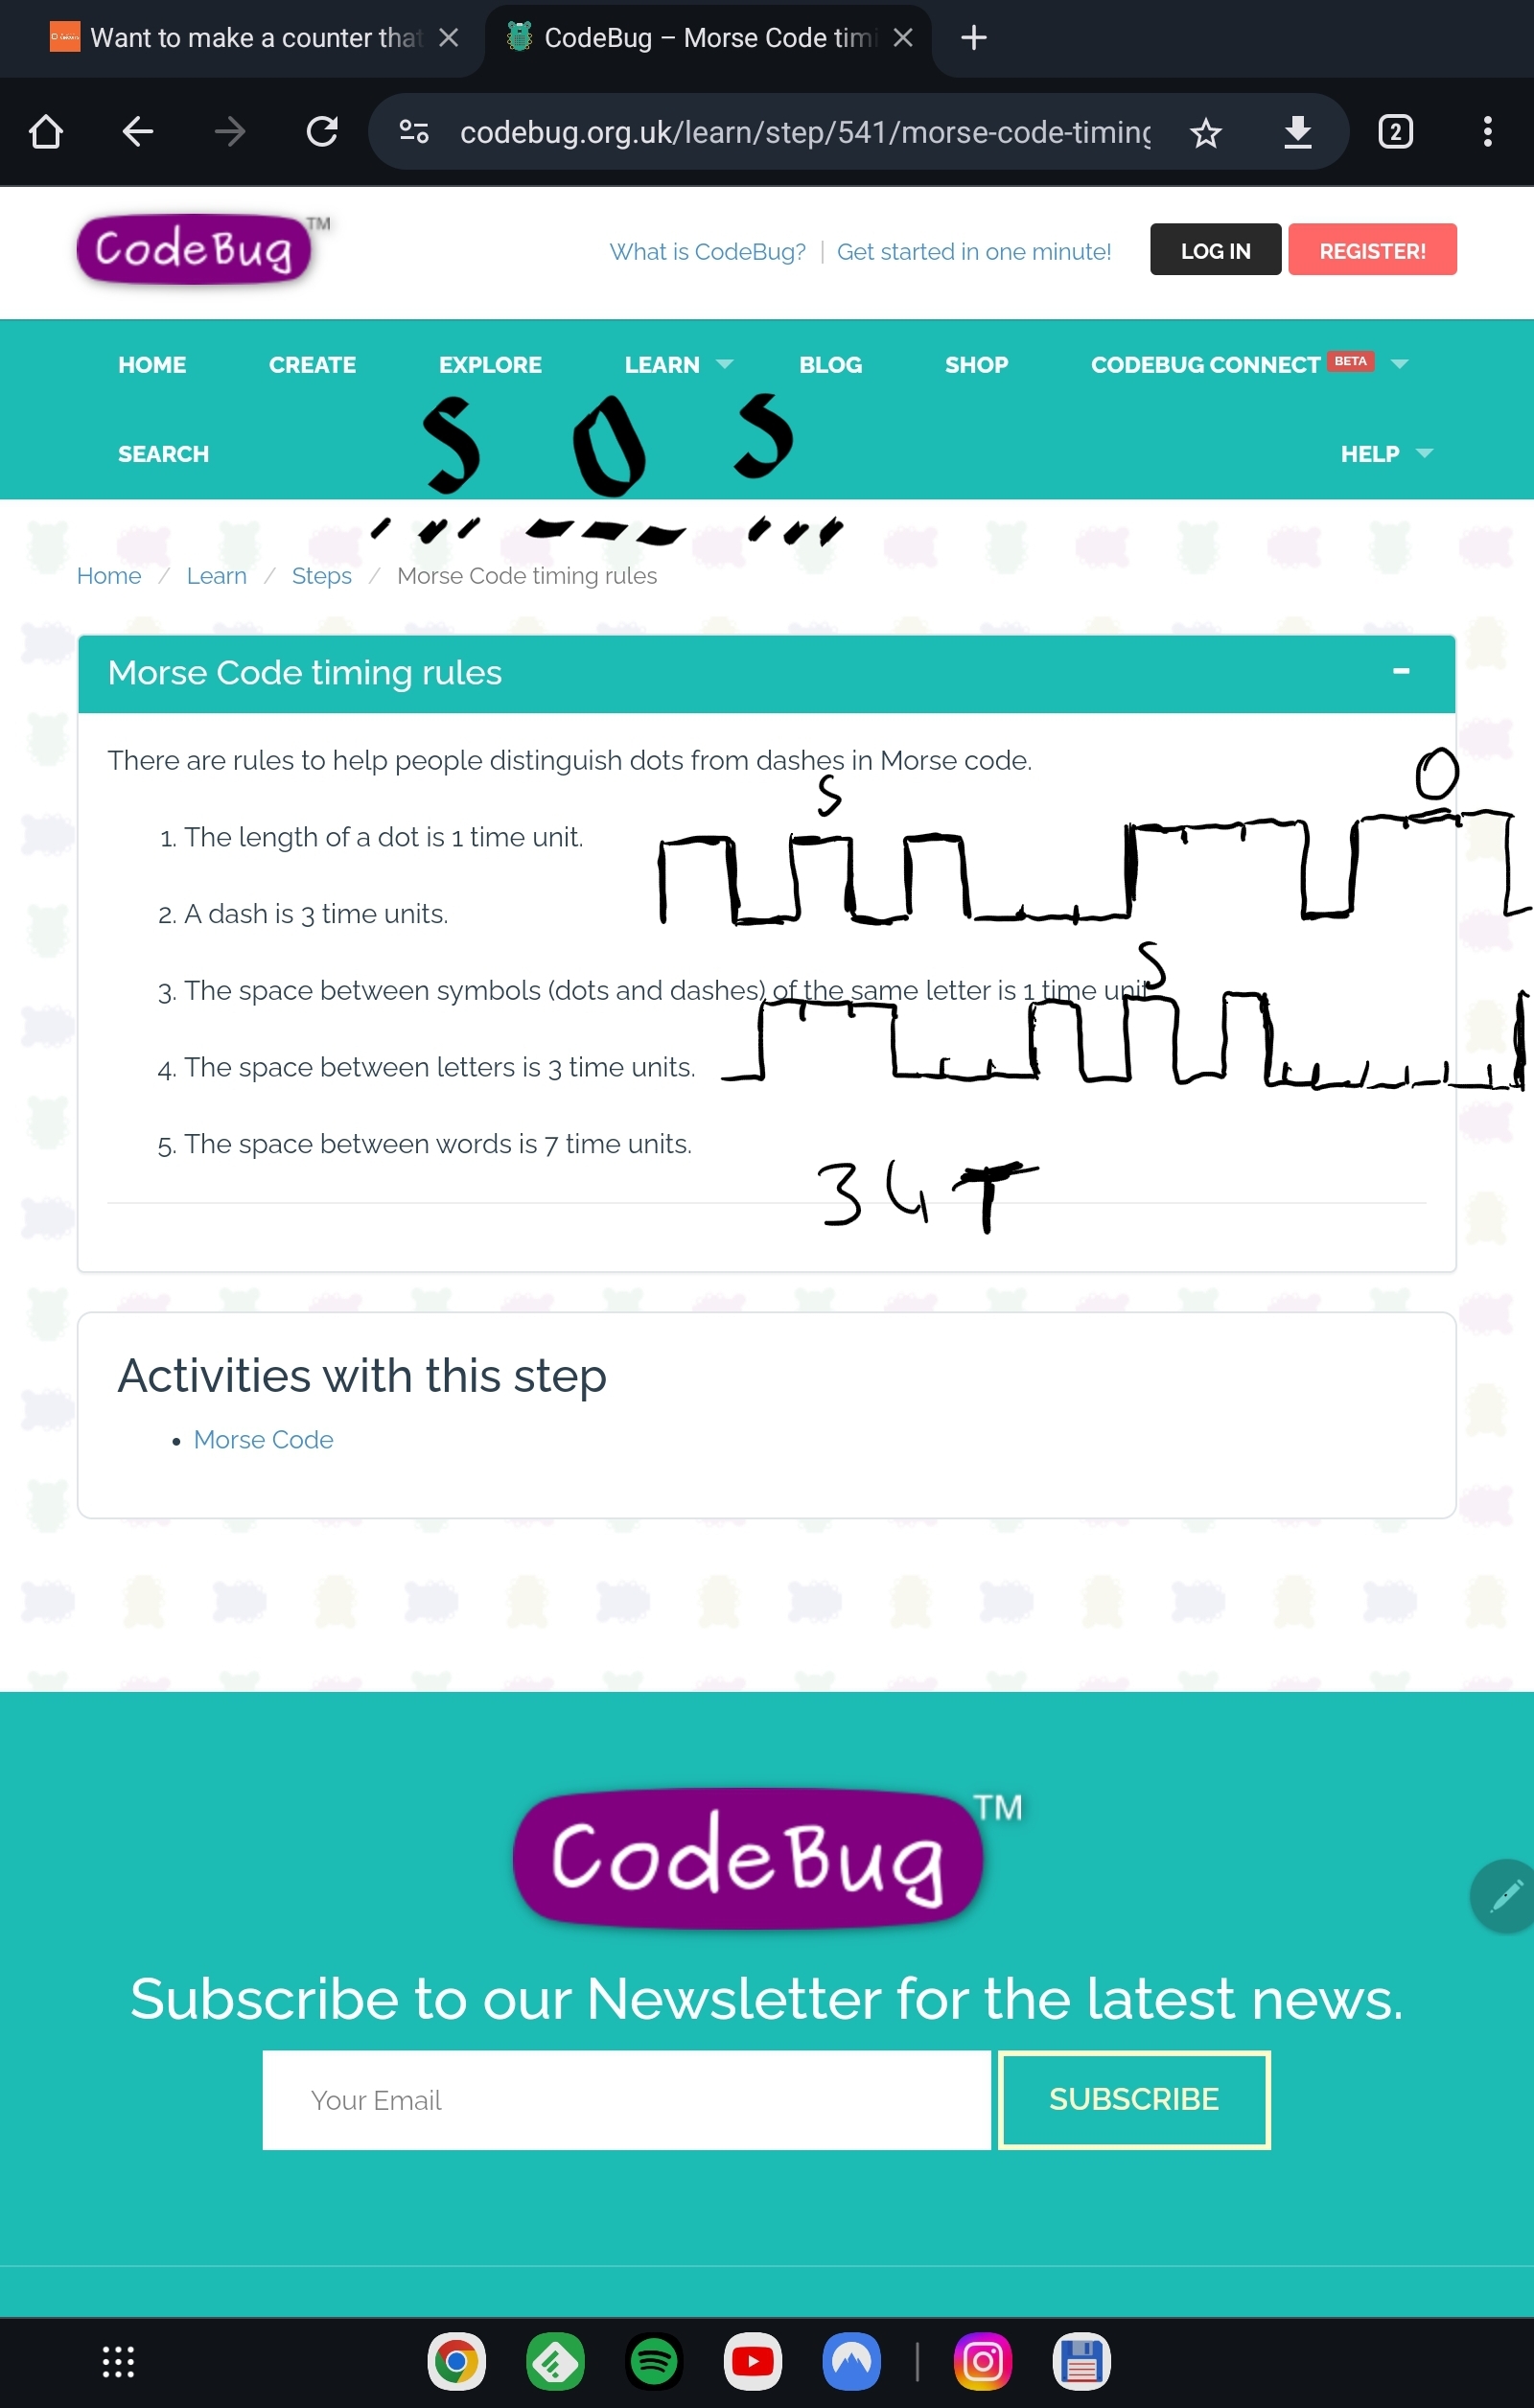 Want to make a counter that
CodeBug – Morse Code timi
codebug.org.uk/learn/step/541/morse-code-timing
2
CodeBug TM
What is CodeBug? | Get started in one minute!
LOG IN
REGISTER!
HOME CREATE EXPLORE LEARN BLOG SHOP CODEBUG CONNECT BETA
S O S
SEARCH
HELP
Home / Learn / Steps / Morse Code timing rules
Morse Code timing rules
There are rules to help people distinguish dots from dashes in Morse code.
S
O
1. The length of a dot is 1 time unit.
2. A dash is 3 time units.
S
3. The space between symbols (dots and dashes) of the same letter is 1 time unit
4. The space between letters is 3 time units.
5. The space between words is 7 time units.
34T
Activities with this step
• Morse Code
CodeBug TM
Subscribe to our Newsletter for the latest news.
Your Email
SUBSCRIBE